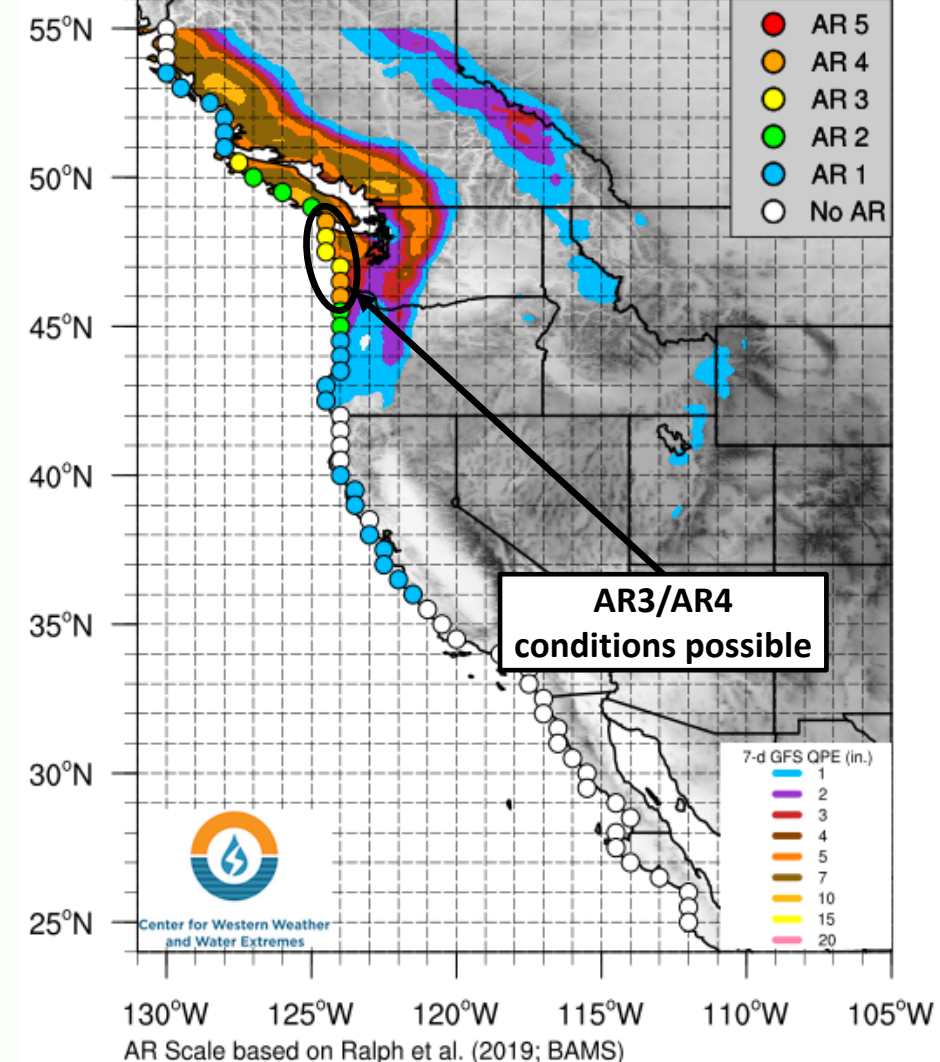 55°N
50°N
45°N
40°N
35°N
30°N
25°N
AR 5
AR 4
AR 3
AR 2
AR 1
No AR
AR3/AR4
conditions possible
7-d GFS QPE (in.)
1
2
3
4
5
7
10
15
20
Center for Western Weather
and Water Extremes
130°W 125°W 120°W 115°W 110°W 105°W
AR Scale based on Ralph et al. (2019; BAMS)